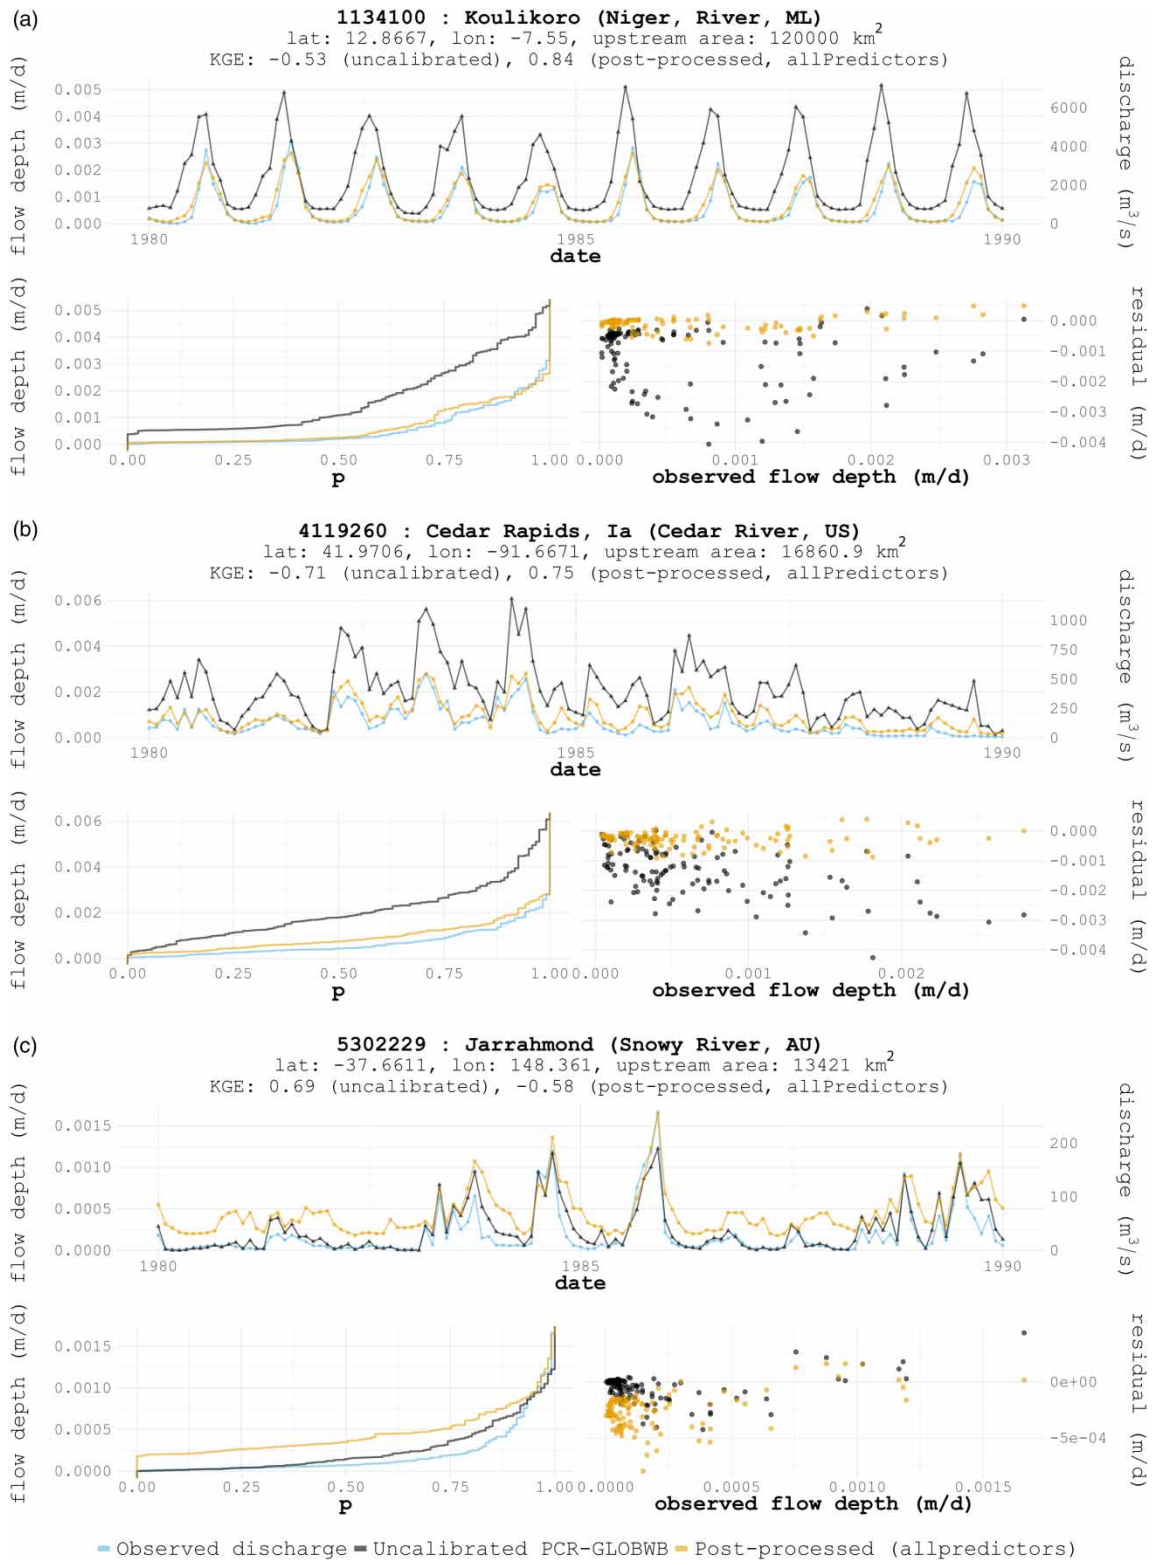 (a)
1134100 : Koulikoro (Niger, River, ML)
lat: 12.8667, lon: -7.55, upstream area: 120000 km2
KGE: -0.53 (uncalibrated), 0.84 (post-processed, allPredictors)
flow depth (m/d)
0.005
0.004
0.003
0.002
0.001
0.000
discharge (m3/s)
6000
4000
2000
0
1980 1985 1990
date
flow depth (m/d)
0.005
0.004
0.003
0.002
0.001
0.000
0.00 0.25 0.50 0.75 1.00
p
residual (m/d)
0.000
-0.001
-0.002
-0.003
-0.004
0.000 0.001 0.002 0.003
observed flow depth (m/d)
(b)
4119260 : Cedar Rapids, Ia (Cedar River, US)
lat: 41.9706, lon: -91.6671, upstream area: 16860.9 km2
KGE: -0.71 (uncalibrated), 0.75 (post-processed, allPredictors)
flow depth (m/d)
0.006
0.004
0.002
0.000
discharge (m3/s)
1000
750
500
250
0
1980 1985 1990
date
flow depth (m/d)
0.006
0.004
0.002
0.000
0.00 0.25 0.50 0.75 1.00
p
residual (m/d)
0.000
-0.001
-0.002
-0.003
-0.004
0.000 0.001 0.002
observed flow depth (m/d)
(c)
5302229 : Jarrahmond (Snowy River, AU)
lat: -37.6611, lon: 148.361, upstream area: 13421 km2
KGE: 0.69 (uncalibrated), -0.58 (post-processed, allPredictors)
flow depth (m/d)
0.0015
0.0010
0.0005
0.0000
discharge (m3/s)
200
100
0
1980 1985 1990
date
flow depth (m/d)
0.0015
0.0010
0.0005
0.0000
0.00 0.25 0.50 0.75 1.00
p
residual (m/d)
0e+00
-5e-04
0.0000 0.0005 0.0010 0.0015
observed flow depth (m/d)
Observed discharge Uncalibrated PCR-GLOBWB Post-processed (allpredictors)